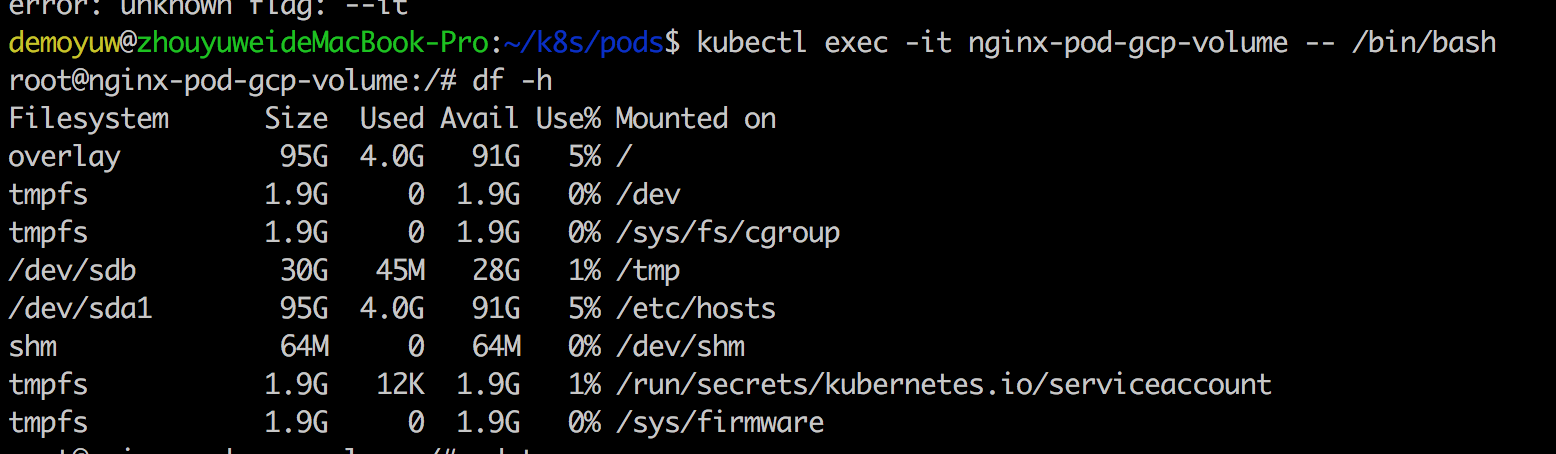 error: unknown flag: --it
demoyuw@zhouyuweideMacBook-Pro:~/k8s/pods$ kubectl exec -it nginx-pod-gcp-volume -- /bin/bash
root@nginx-pod-gcp-volume:/# df -h
Filesystem      Size  Used Avail Use% Mounted on
overlay          95G  4.0G   91G   5% /
tmpfs           1.9G     0  1.9G   0% /dev
tmpfs           1.9G     0  1.9G   0% /sys/fs/cgroup
/dev/sdb         30G   45M   28G   1% /tmp
/dev/sda1        95G  4.0G   91G   5% /etc/hosts
shm              64M     0   64M   0% /dev/shm
tmpfs           1.9G   12K  1.9G   1% /run/secrets/kubernetes.io/serviceaccount
tmpfs           1.9G     0  1.9G   0% /sys/firmware